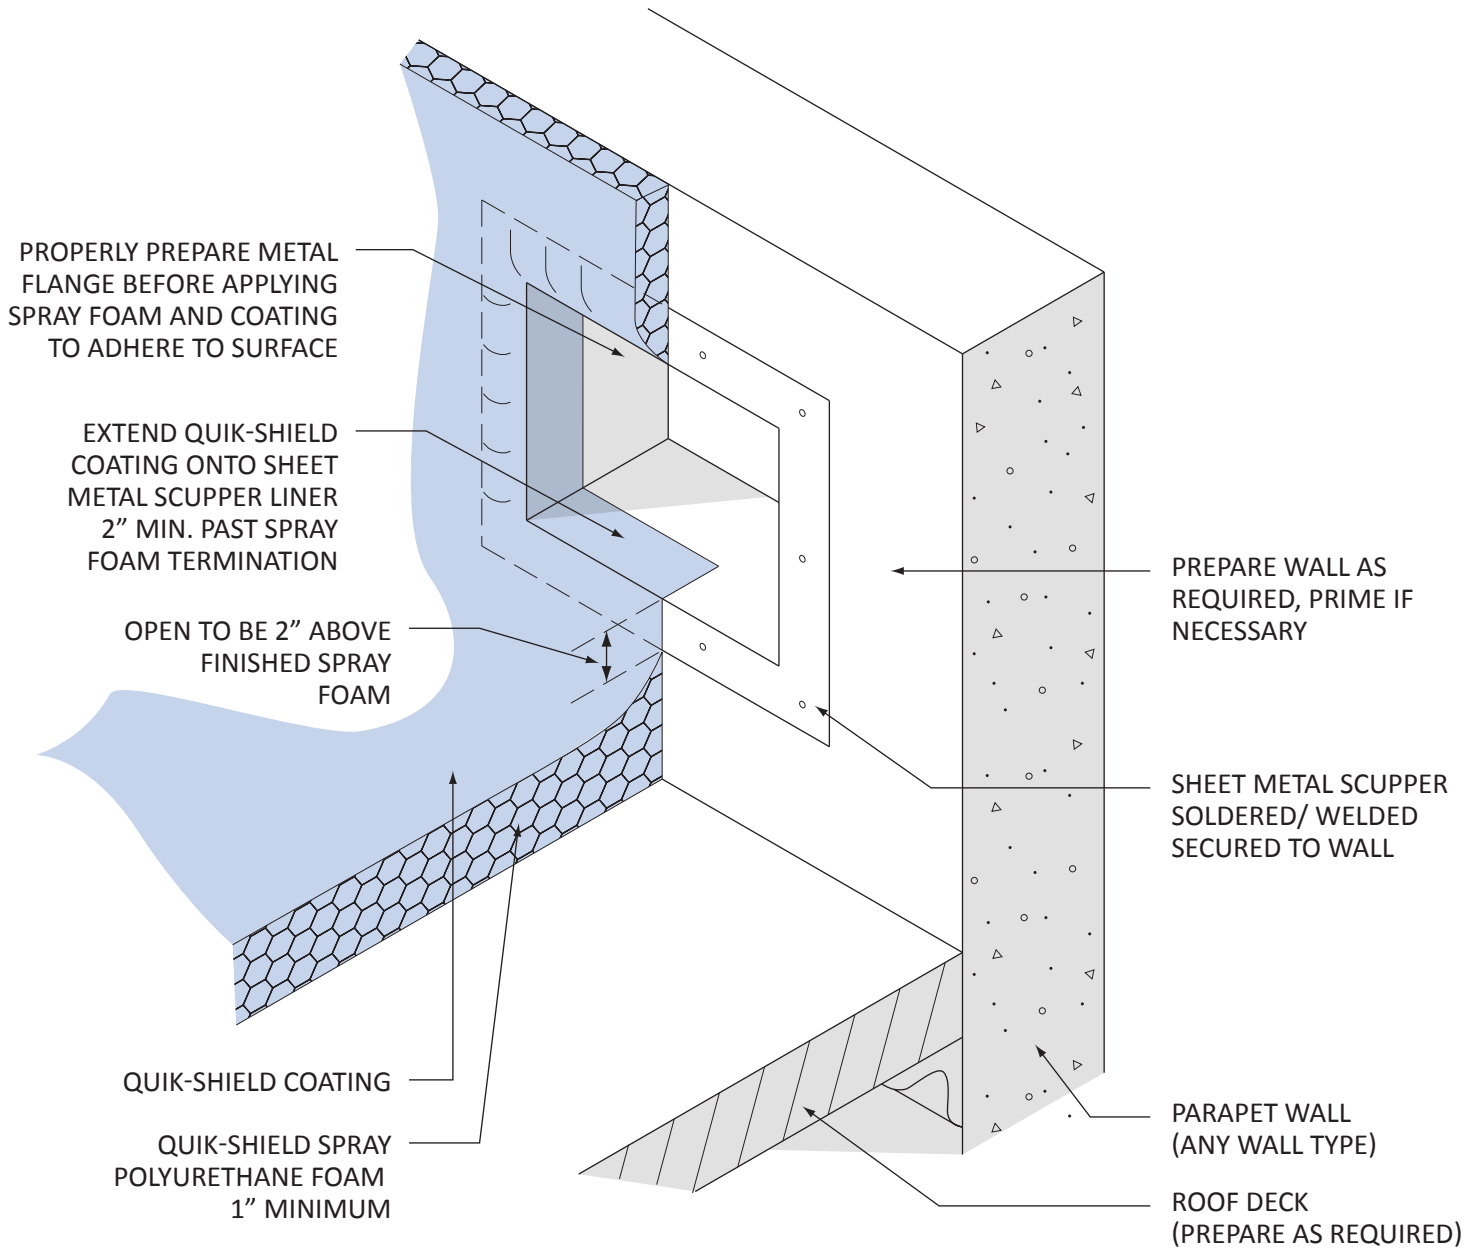 PROPERLY PREPARE METAL
FLANGE BEFORE APPLYING
SPRAY FOAM AND COATING
TO ADHERE TO SURFACE
EXTEND QUIK-SHIELD
COATING ONTO SHEET
METAL SCUPPER LINER
2” MIN. PAST SPRAY
FOAM TERMINATION
OPEN TO BE 2” ABOVE
FINISHED SPRAY
FOAM
QUIK-SHIELD COATING
QUIK-SHIELD SPRAY
POLYURETHANE FOAM
1” MINIMUM
PREPARE WALL AS
REQUIRED, PRIME IF
NECESSARY
SHEET METAL SCUPPER
SOLDERED/ WELDED
SECURED TO WALL
PARAPET WALL
(ANY WALL TYPE)
ROOF DECK
(PREPARE AS REQUIRED)